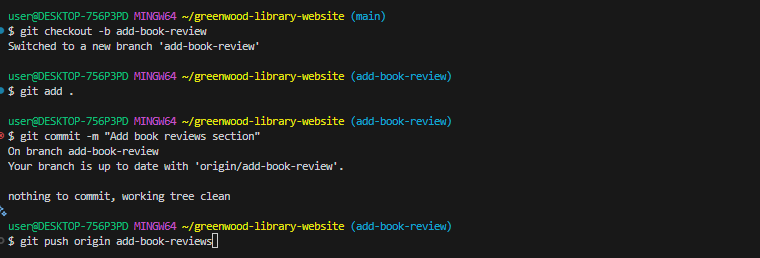 user@DESKTOP-756P3PD MINGW64 ~/greenwood-library-website (main)
$ git checkout -b add-book-review
Switched to a new branch 'add-book-review'
user@DESKTOP-756P3PD MINGW64 ~/greenwood-library-website (add-book-review)
$ git add .
user@DESKTOP-756P3PD MINGW64 ~/greenwood-library-website (add-book-review)
$ git commit -m "Add book reviews section"
On branch add-book-review
Your branch is up to date with 'origin/add-book-review'.
nothing to commit, working tree clean
user@DESKTOP-756P3PD MINGW64 ~/greenwood-library-website (add-book-review)
$ git push origin add-book-reviews